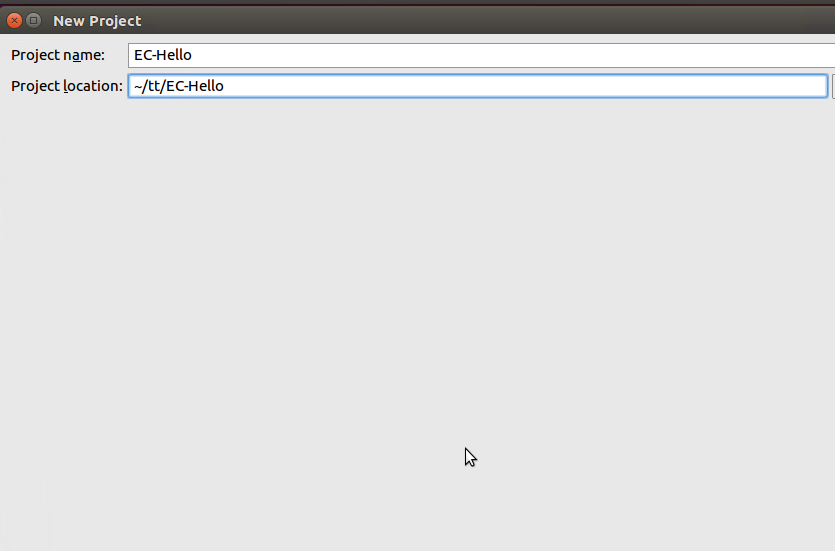 New Project
Project name: EC-Hello
Project location: ~/tt/EC-Hello